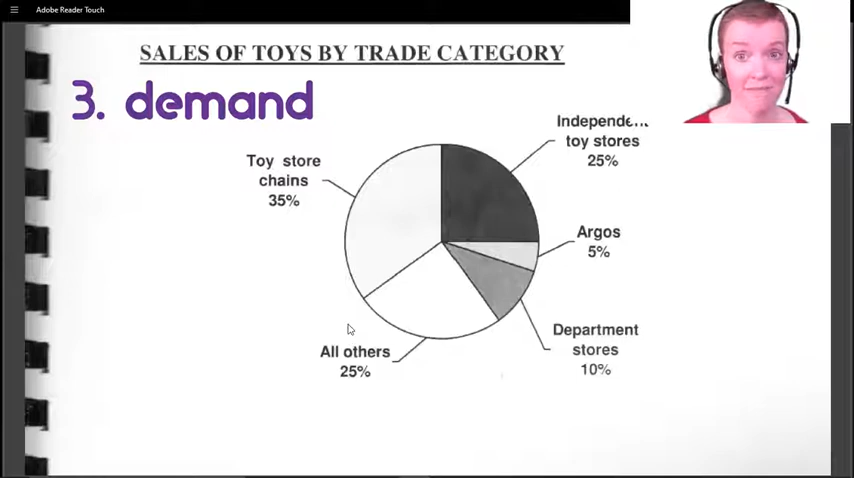 Adobe Reader Touch
SALES OF TOYS BY TRADE CATEGORY
3. demand
toy stores
25%
Toy store
chains
35%
Argos
5%
Department
stores
10%
All others
25%